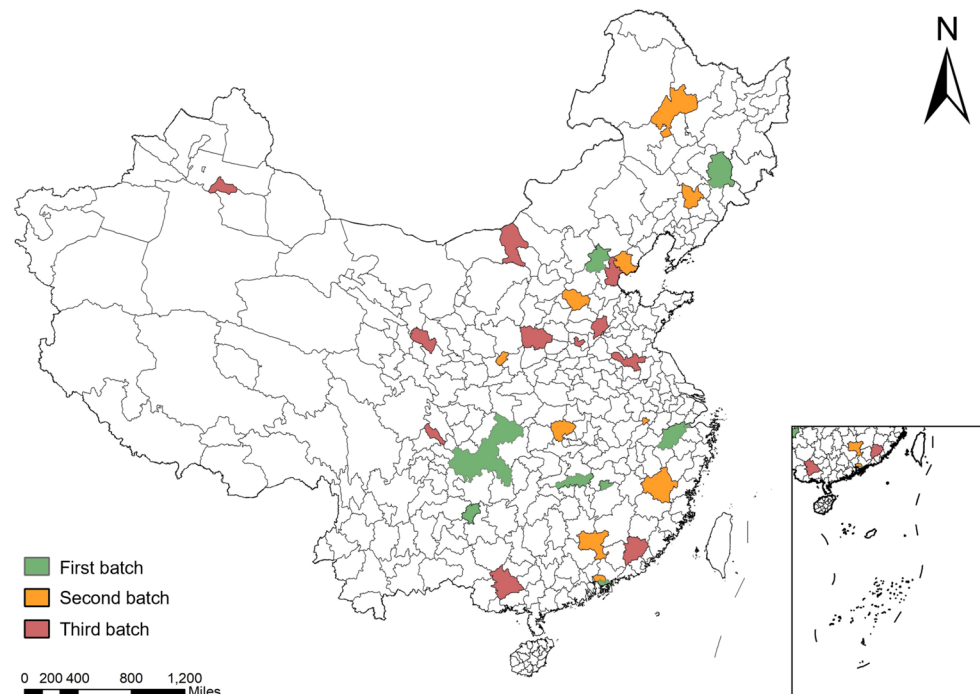 N
First batch
Second batch
Third batch
0 200 400 800 1,200
Miles